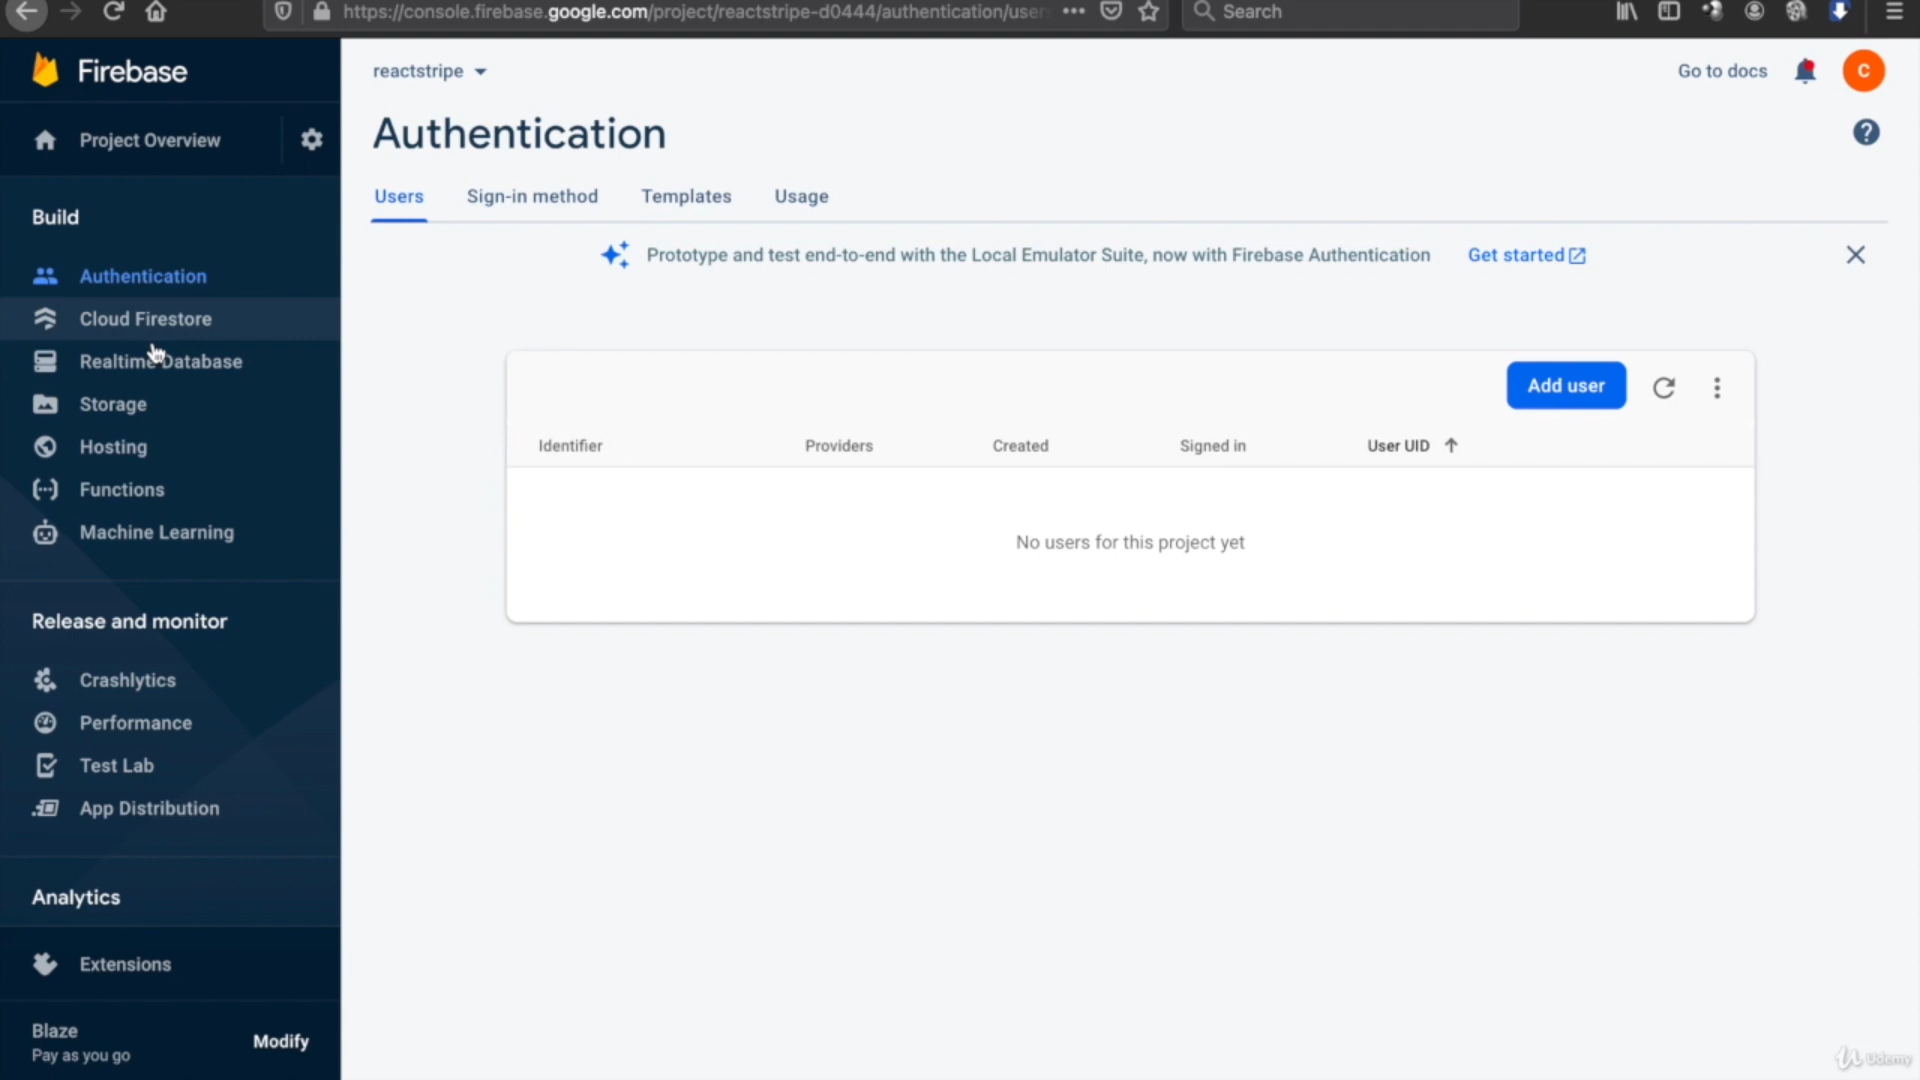 https://console.firebase.google.com/project/reactstripe-d0444/authentication/user
Search
Firebase
reactstripe
Go to docs
C
Project Overview
Authentication
Users
Sign-in method
Templates
Usage
Build
Prototype and test end-to-end with the Local Emulator Suite, now with Firebase Authentication
Get started
Authentication
Cloud Firestore
Realtime Database
Storage
Hosting
Functions
Machine Learning
Add user
Identifier
Providers
Created
Signed in
User UID
No users for this project yet
Release and monitor
Crashlytics
Performance
Test Lab
App Distribution
Analytics
Extensions
Blaze
Pay as you go
Modify
Udemy